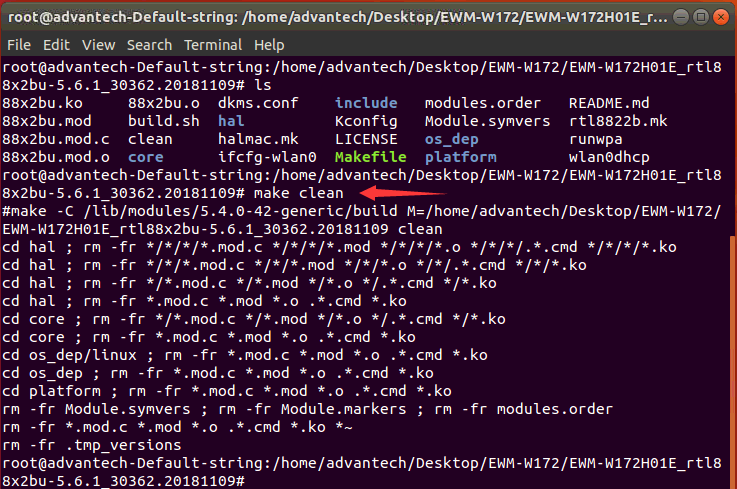 root@advantech-Default-string: /home/advantech/Desktop/EWM-W172/EWM-W172H01E_r...
File Edit View Search Terminal Help
root@advantech-Default-string:/home/advantech/Desktop/EWM-W172/EWM-W172H01E_rtl8
8x2bu-5.6.1_30362.20181109# ls
88x2bu.ko 88x2bu.o dkms.conf include modules.order README.md
88x2bu.mod build.sh hal Kconfig Module.symvers rtl8822b.mk
88x2bu.mod.c clean halmac.mk LICENSE os_dep runwpa
88x2bu.mod.o core ifcfg-wlan0 Makefile platform wlan0dhcp
root@advantech-Default-string:/home/advantech/Desktop/EWM-W172/EWM-W172H01E_rtl8
8x2bu-5.6.1_30362.20181109# make clean
#make -C /lib/modules/5.4.0-42-generic/build M=/home/advantech/Desktop/EWM-W172/
EWM-W172H01E_rtl88x2bu-5.6.1_30362.20181109 clean
cd hal ; rm -fr */*/*/*.mod.c */*/*/*.mod */*/*/*.o */*/*/.*.cmd */*/*/*.ko
cd hal ; rm -fr */*/*.mod.c */*/*.mod */*/*.o */*/.*.cmd */*/*.ko
cd hal ; rm -fr */*.mod.c */*.mod */*.o */.*.cmd */*.ko
cd hal ; rm -fr *.mod.c *.mod *.o .*.cmd *.ko
cd core ; rm -fr */*.mod.c */*.mod */*.o */.*.cmd */*.ko
cd core ; rm -fr *.mod.c *.mod *.o .*.cmd *.ko
cd os_dep/linux ; rm -fr *.mod.c *.mod *.o .*.cmd *.ko
cd os_dep ; rm -fr *.mod.c *.mod *.o .*.cmd *.ko
cd platform ; rm -fr *.mod.c *.mod *.o .*.cmd *.ko
rm -fr Module.symvers ; rm -fr Module.markers ; rm -fr modules.order
rm -fr *.mod.c *.mod *.o .*.cmd *.ko *~
rm -fr .tmp_versions
root@advantech-Default-string:/home/advantech/Desktop/EWM-W172/EWM-W172H01E_rtl8
8x2bu-5.6.1_30362.20181109#